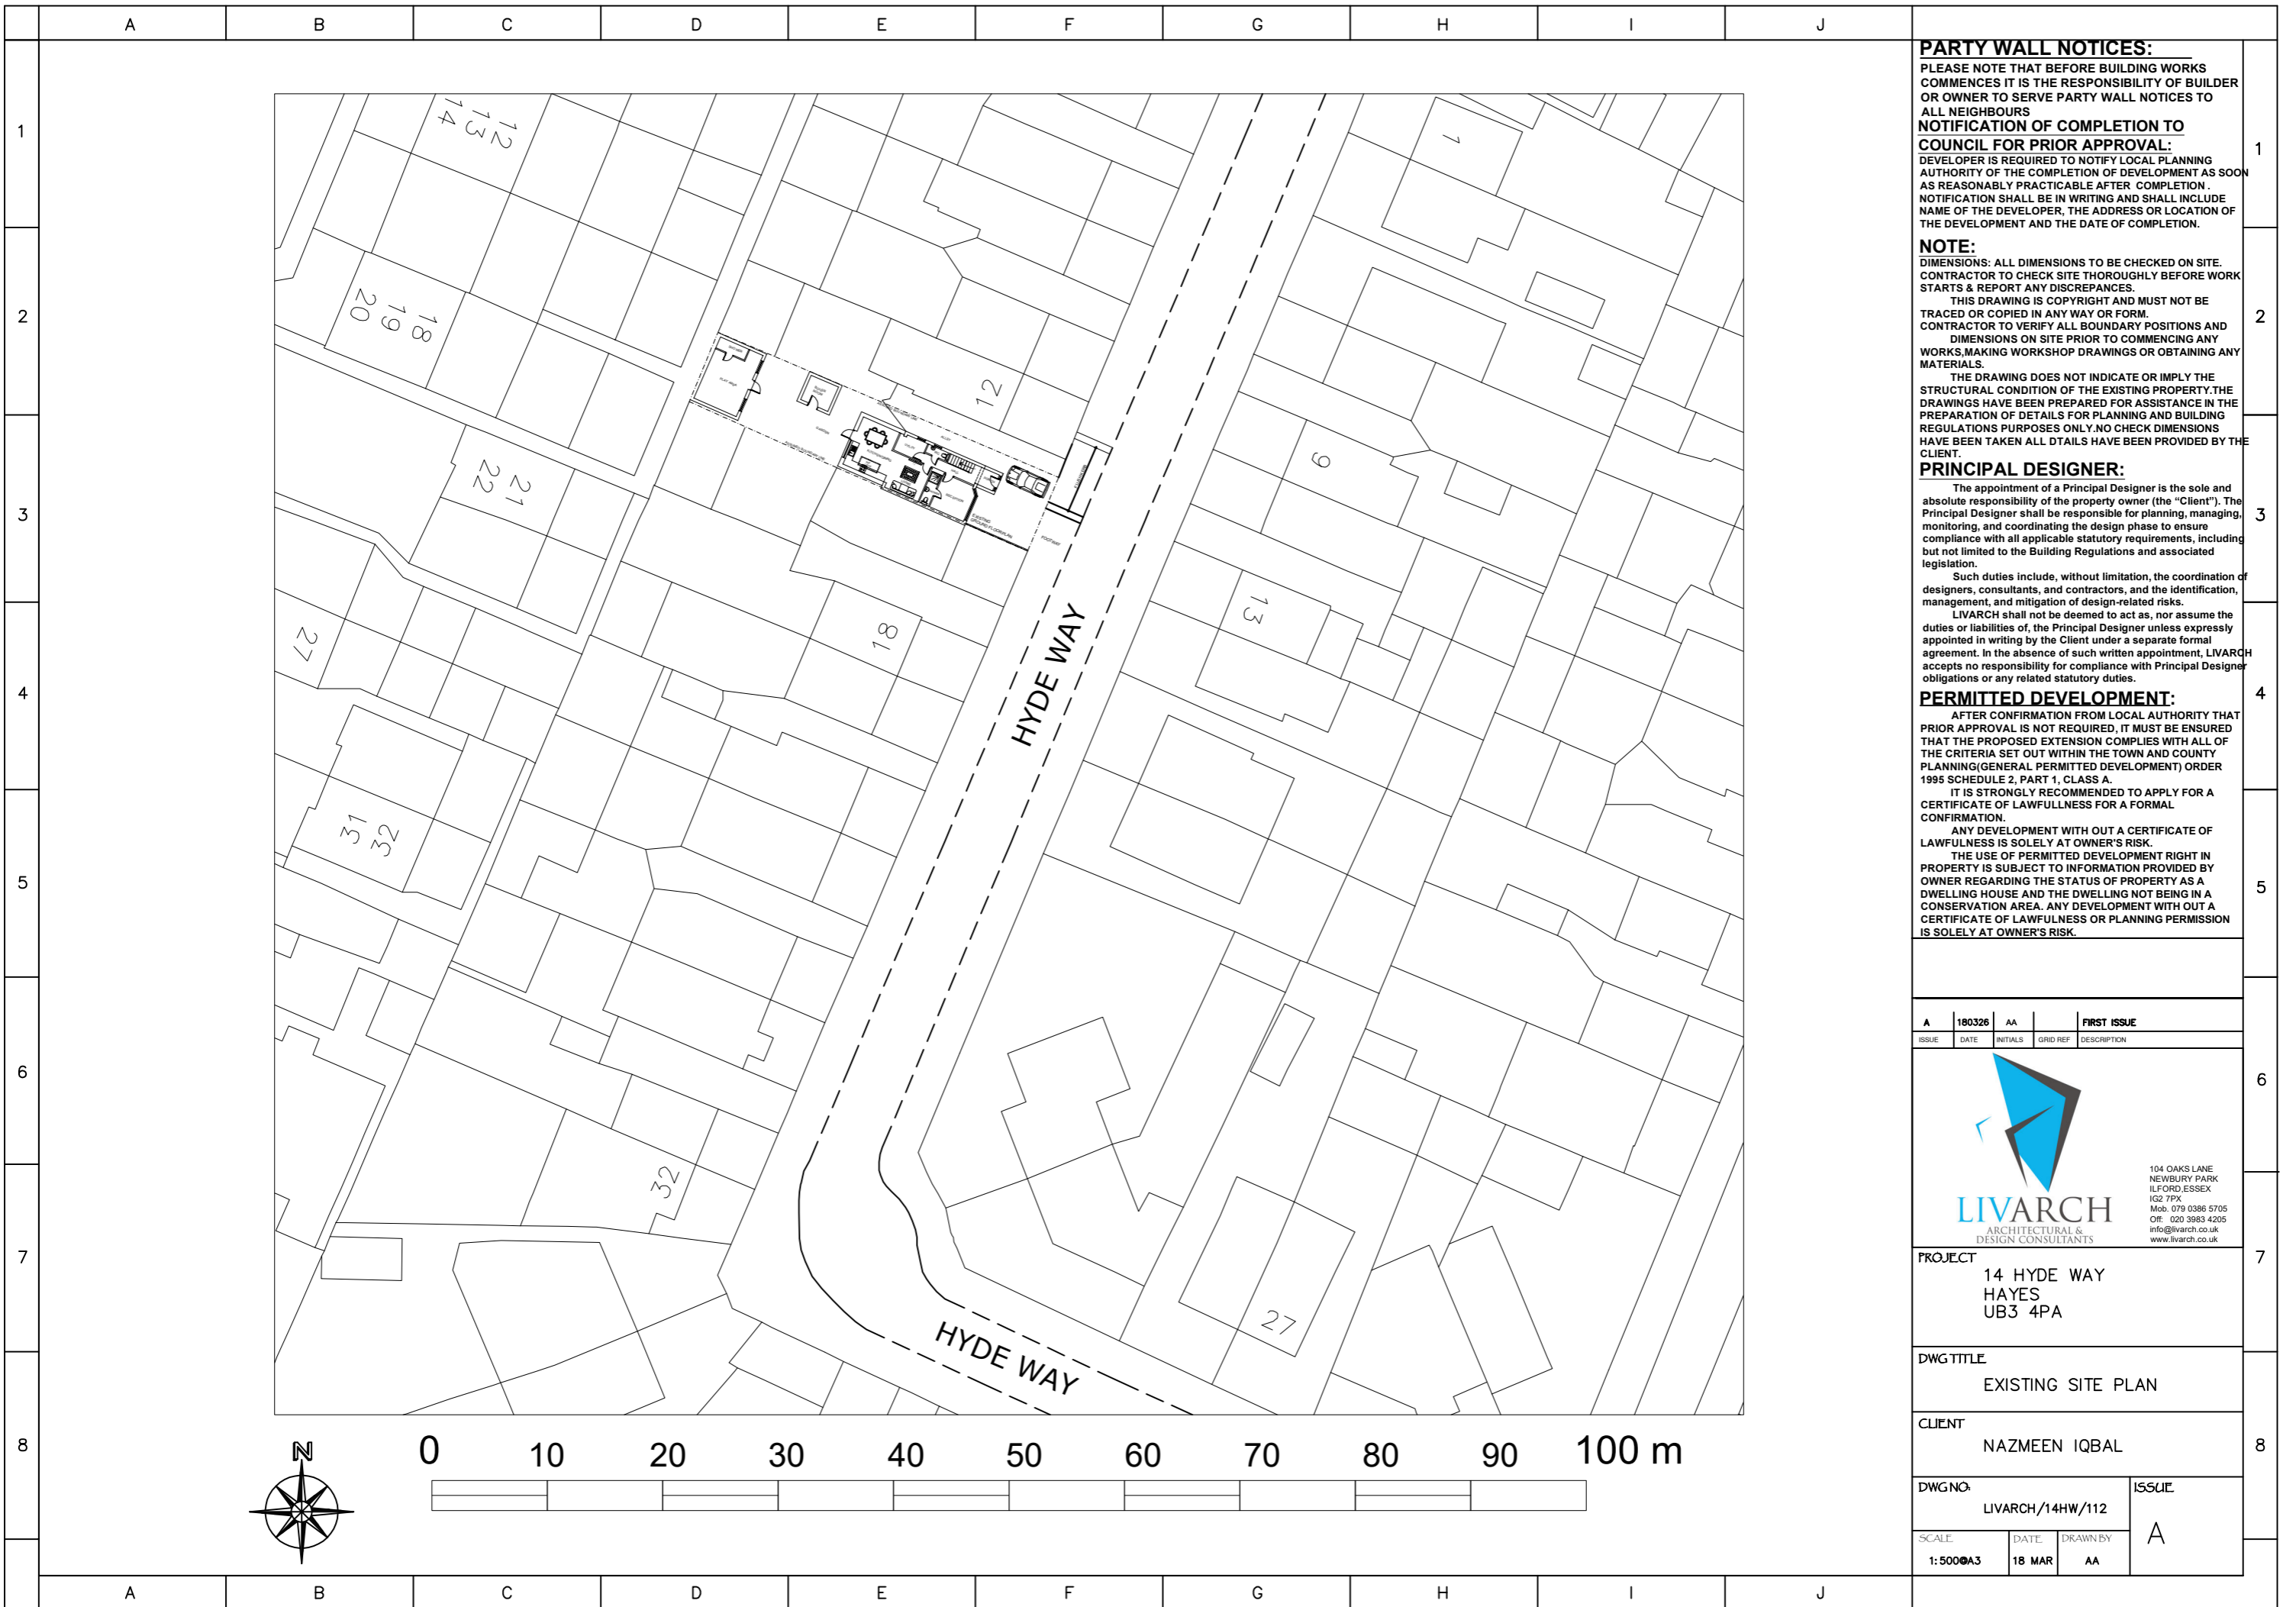 A B C D E F G H I J
1
2
3
4
5
6
7
8
12
13
14
18
19
20
21
22
27
31
32
1
12
9
13
18
32
27
HYDE WAY
HYDE WAY
FOOTWAY
N
0 10 20 30 40 50 60 70 80 90 100 m
A B C D E F G H I J
PARTY WALL NOTICES:
PLEASE NOTE THAT BEFORE BUILDING WORKS
COMMENCES IT IS THE RESPONSIBILITY OF BUILDER
OR OWNER TO SERVE PARTY WALL NOTICES TO
ALL NEIGHBOURS
NOTIFICATION OF COMPLETION TO
COUNCIL FOR PRIOR APPROVAL:
DEVELOPER IS REQUIRED TO NOTIFY LOCAL PLANNING
AUTHORITY OF THE COMPLETION OF DEVELOPMENT AS SOON
AS REASONABLY PRACTICABLE AFTER COMPLETION .
NOTIFICATION SHALL BE IN WRITING AND SHALL INCLUDE
NAME OF THE DEVELOPER, THE ADDRESS OR LOCATION OF
THE DEVELOPMENT AND THE DATE OF COMPLETION.
NOTE:
DIMENSIONS: ALL DIMENSIONS TO BE CHECKED ON SITE.
CONTRACTOR TO CHECK SITE THOROUGHLY BEFORE WORK
STARTS & REPORT ANY DISCREPANCES.
THIS DRAWING IS COPYRIGHT AND MUST NOT BE
TRACED OR COPIED IN ANY WAY OR FORM.
CONTRACTOR TO VERIFY ALL BOUNDARY POSITIONS AND
DIMENSIONS ON SITE PRIOR TO COMMENCING ANY
WORKS,MAKING WORKSHOP DRAWINGS OR OBTAINING ANY
MATERIALS.
THE DRAWING DOES NOT INDICATE OR IMPLY THE
STRUCTURAL CONDITION OF THE EXISTING PROPERTY.THE
DRAWINGS HAVE BEEN PREPARED FOR ASSISTANCE IN THE
PREPARATION OF DETAILS FOR PLANNING AND BUILDING
REGULATIONS PURPOSES ONLY.NO CHECK DIMENSIONS
HAVE BEEN TAKEN ALL DTAILS HAVE BEEN PROVIDED BY THE
CLIENT.
PRINCIPAL DESIGNER:
The appointment of a Principal Designer is the sole and
absolute responsibility of the property owner (the “Client”). The
Principal Designer shall be responsible for planning, managing,
monitoring, and coordinating the design phase to ensure
compliance with all applicable statutory requirements, including
but not limited to the Building Regulations and associated
legislation.
Such duties include, without limitation, the coordination of
designers, consultants, and contractors, and the identification,
management, and mitigation of design-related risks.
LIVARCH shall not be deemed to act as, nor assume the
duties or liabilities of, the Principal Designer unless expressly
appointed in writing by the Client under a separate formal
agreement. In the absence of such written appointment, LIVARCH
accepts no responsibility for compliance with Principal Designer
obligations or any related statutory duties.
PERMITTED DEVELOPMENT:
AFTER CONFIRMATION FROM LOCAL AUTHORITY THAT
PRIOR APPROVAL IS NOT REQUIRED, IT MUST BE ENSURED
THAT THE PROPOSED EXTENSION COMPLIES WITH ALL OF
THE CRITERIA SET OUT WITHIN THE TOWN AND COUNTY
PLANNING(GENERAL PERMITTED DEVELOPMENT) ORDER
1995 SCHEDULE 2, PART 1, CLASS A.
IT IS STRONGLY RECOMMENDED TO APPLY FOR A
CERTIFICATE OF LAWFULLNESS FOR A FORMAL
CONFIRMATION.
ANY DEVELOPMENT WITH OUT A CERTIFICATE OF
LAWFULNESS IS SOLELY AT OWNER'S RISK.
THE USE OF PERMITTED DEVELOPMENT RIGHT IN
PROPERTY IS SUBJECT TO INFORMATION PROVIDED BY
OWNER REGARDING THE STATUS OF PROPERTY AS A
DWELLING HOUSE AND THE DWELLING NOT BEING IN A
CONSERVATION AREA. ANY DEVELOPMENT WITH OUT A
CERTIFICATE OF LAWFULNESS OR PLANNING PERMISSION
IS SOLELY AT OWNER'S RISK.
1
2
3
4
5
6
7
8
A 180326 AA FIRST ISSUE
ISSUE DATE INITIALS GRID REF DESCRIPTION
LIVARCH
ARCHITECTURAL &
DESIGN CONSULTANTS
104 OAKS LANE
NEWBURY PARK
ILFORD,ESSEX
IG2 7PX
Mob. 079 0386 5705
Off: 020 3983 4205
info@livarch.co.uk
www.livarch.co.uk
PROJECT
14 HYDE WAY
HAYES
UB3 4PA
DWG TITLE
EXISTING SITE PLAN
CLIENT
NAZMEEN IQBAL
DWG NO.
LIVARCH/14HW/112
ISSUE
A
SCALE DATE DRAWN BY
1:500@A3 18 MAR AA